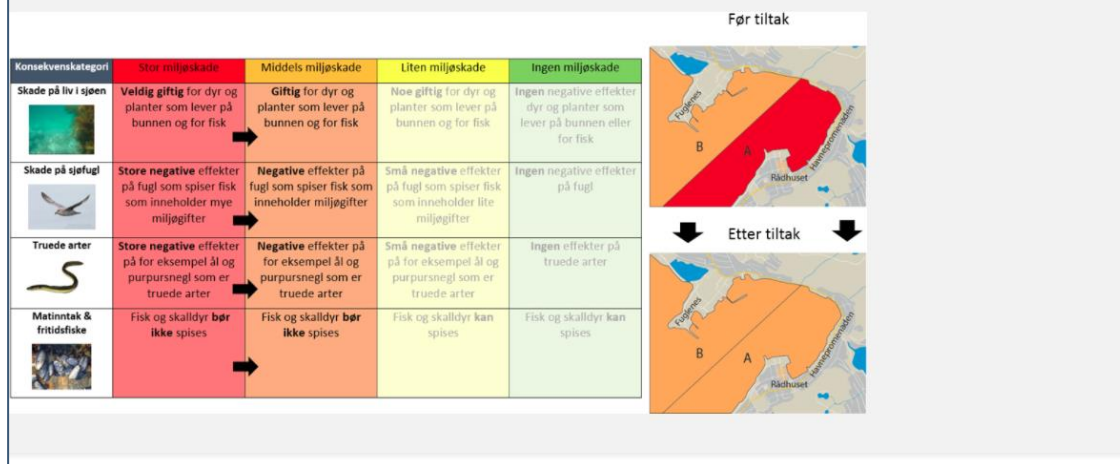 Før tiltak
Konsekvenskategori
Stor miljøskade
Middels miljøskade
Liten miljøskade
Ingen miljøskade
Skade på liv i sjøen
Veldig giftig for dyr og
planter som lever på
bunnen og for fisk
Giftig for dyr og
planter som lever på
bunnen og for fisk
Noe giftig for dyr og
planter som lever på
bunnen og for fisk
Ingen negative effekter
dyr og planter som
lever på bunnen eller
for fisk
Skade på sjøfugl
Store negative effekter
på fugl som spiser fisk
som inneholder mye
miljøgifter
Negative effekter på
fugl som spiser fisk som
inneholder miljøgifter
Små negative effekter
på fugl som spiser fisk
som inneholder lite
miljøgifter
Ingen negative effekter
på fugl
Truede arter
Store negative effekter
på for eksempel ål og
purpursnegl som er
truede arter
Negative effekter på
for eksempel ål og
purpursnegl som er
truede arter
Små negative effekter
på for eksempel ål og
purpursnegl som er
truede arter
Ingen effekter på
truede arter
Matinntak &
fritidsfiske
Fisk og skalldyr bør
ikke spises
Fisk og skalldyr bør
ikke spises
Fisk og skalldyr kan
spises
Fisk og skalldyr kan
spises
Fuglenes
B
A
Rådhuset
Havnepromenaden
Etter tiltak
Fuglenes
B
A
Rådhuset
Havnepromenaden